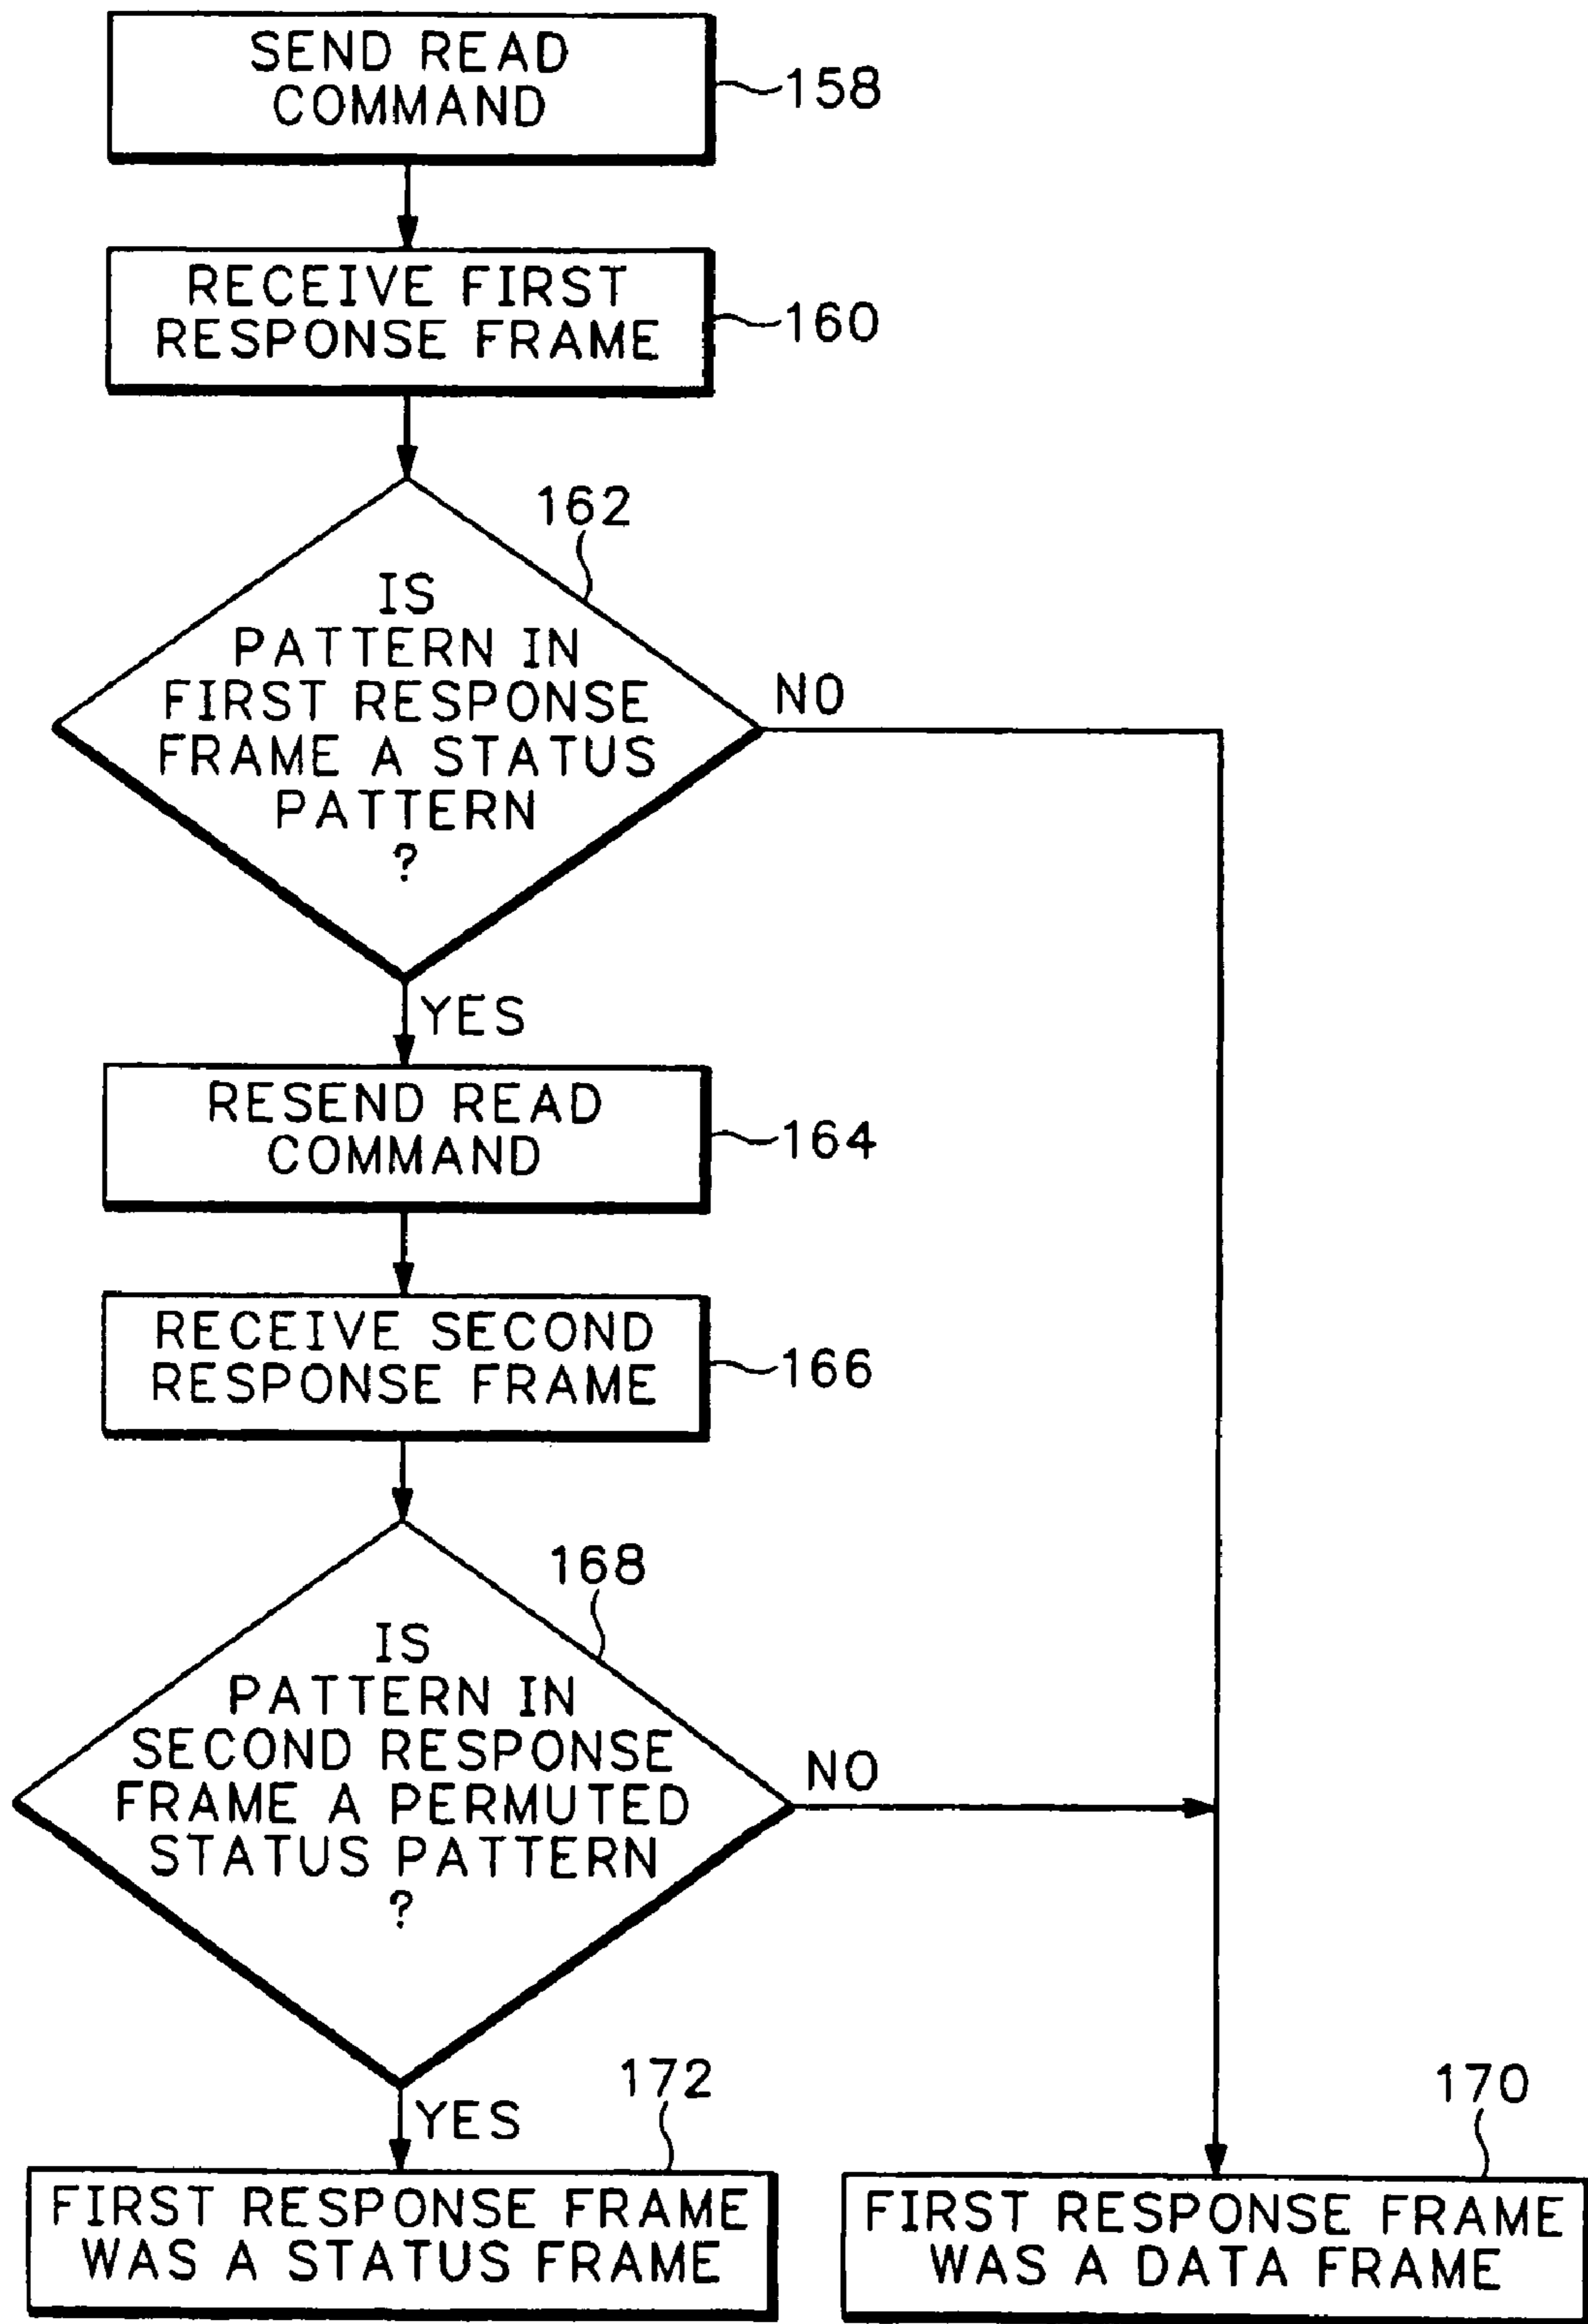 SEND READ
COMMAND
158
RECEIVE FIRST
RESPONSE FRAME
160
162
IS
PATTERN IN
FIRST RESPONSE
FRAME A STATUS
PATTERN
?
NO
YES
RESEND READ
COMMAND
164
RECEIVE SECOND
RESPONSE FRAME
166
168
IS
PATTERN IN
SECOND RESPONSE
FRAME A PERMUTED
STATUS PATTERN
?
NO
YES
172
FIRST RESPONSE FRAME
WAS A STATUS FRAME
170
FIRST RESPONSE FRAME
WAS A DATA FRAME